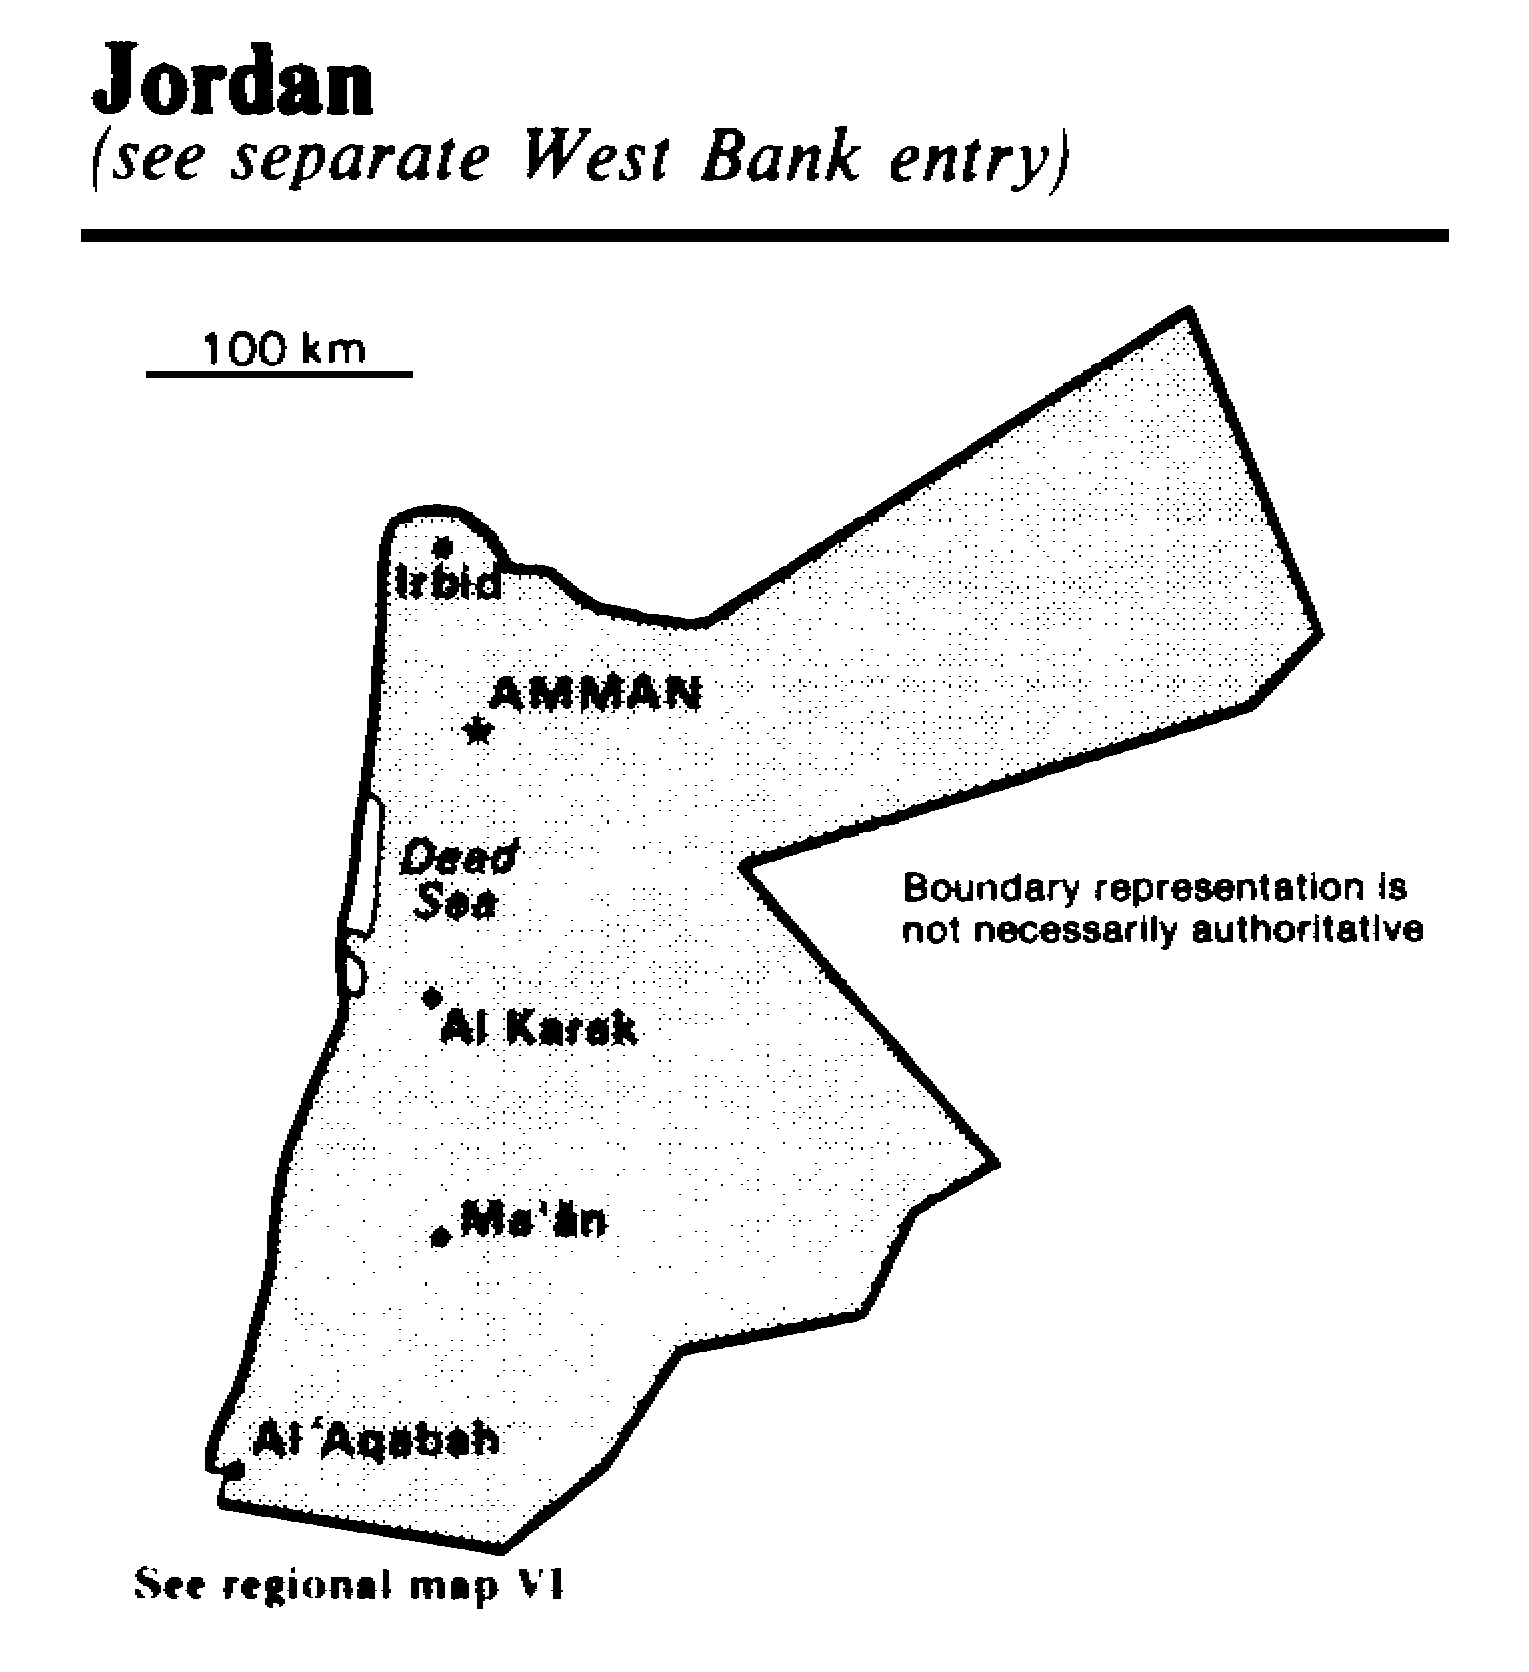 Jordan
(see separate West Bank entry)
100 km
Irbid
AMMAN
Dead
Sea
Boundary representation is
not necessarily authoritative
Al Karak
Ma'ān
Al 'Aqabah
See regional map VI